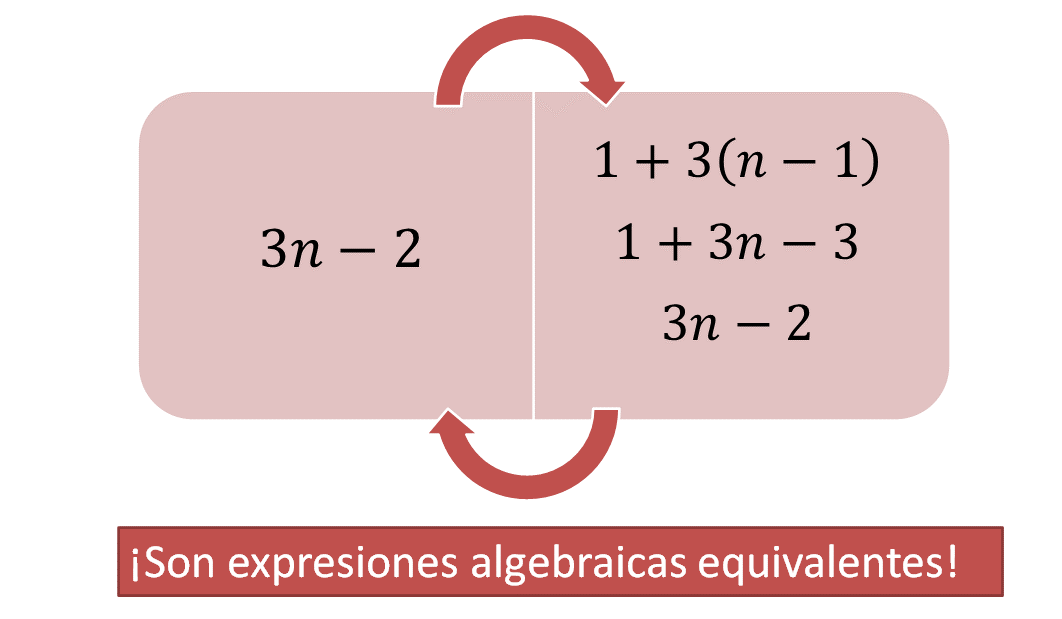 3n − 2
1 + 3(n − 1)
1 + 3n − 3
3n − 2
¡Son expresiones algebraicas equivalentes!